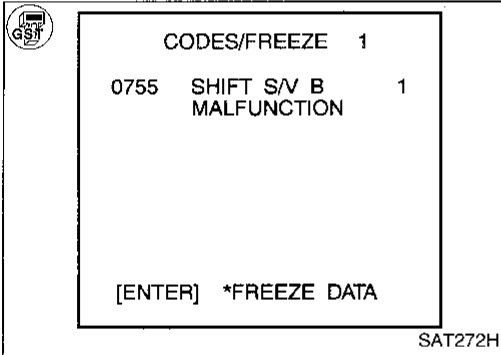 GST
CODES/FREEZE 1
0755 SHIFT S/V B 1
MALFUNCTION
[ENTER] *FREEZE DATA
SAT272H